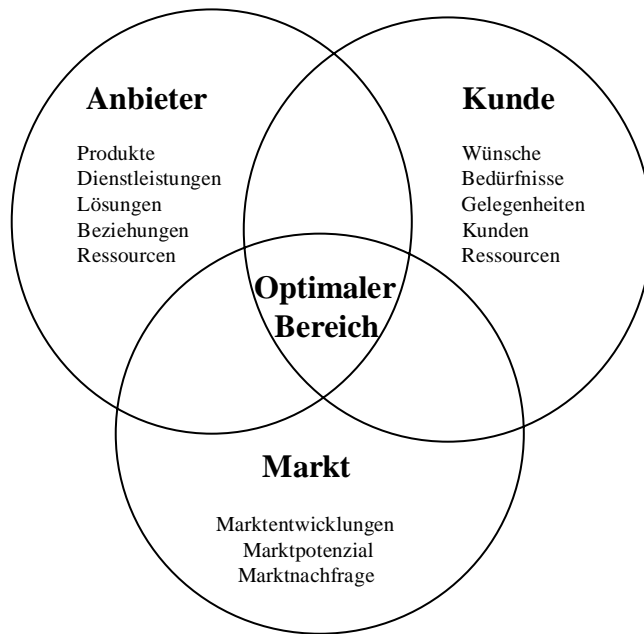 Anbieter
Produkte
Dienstleistungen
Lösungen
Beziehungen
Ressourcen
Kunde
Wünsche
Bedürfnisse
Gelegenheiten
Kunden
Ressourcen
Optimaler
Bereich
Markt
Marktentwicklungen
Marktpotenzial
Marktnachfrage